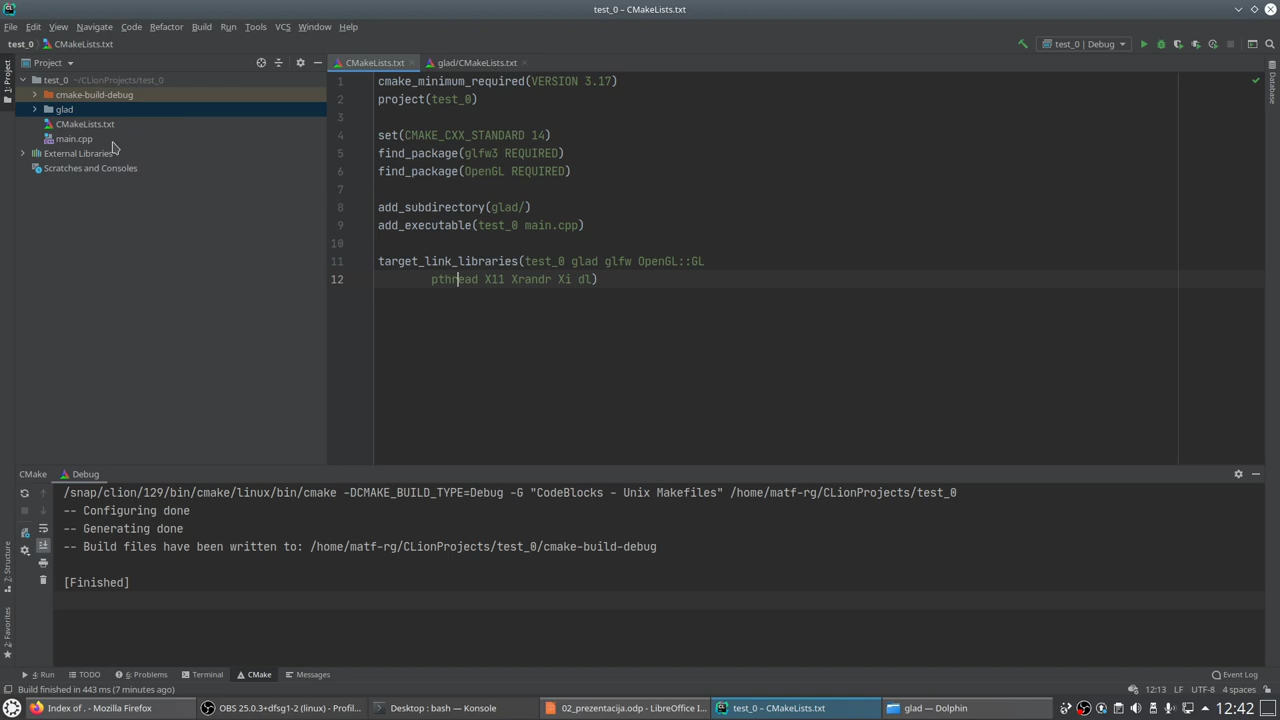 test_0 – CMakeLists.txt
File Edit View Navigate Code Refactor Build Run Tools VCS Window Help
test_0 CMakeLists.txt
test_0 | Debug
1: Project
Project
CMakeLists.txt
glad/CMakeLists.txt
Database
test_0 ~/CLionProjects/test_0
cmake-build-debug
glad
CMakeLists.txt
main.cpp
External Libraries
Scratches and Consoles
1 cmake_minimum_required(VERSION 3.17)
2 project(test_0)
3
4 set(CMAKE_CXX_STANDARD 14)
5 find_package(glfw3 REQUIRED)
6 find_package(OpenGL REQUIRED)
7
8 add_subdirectory(glad/)
9 add_executable(test_0 main.cpp)
10
11 target_link_libraries(test_0 glad glfw OpenGL::GL
12 pthread X11 Xrandr Xi dl)
CMake Debug
/snap/clion/129/bin/cmake/linux/bin/cmake -DCMAKE_BUILD_TYPE=Debug -G "CodeBlocks - Unix Makefiles" /home/matf-rg/CLionProjects/test_0
-- Configuring done
-- Generating done
-- Build files have been written to: /home/matf-rg/CLionProjects/test_0/cmake-build-debug
[Finished]
7: Structure
2: Favorites
4: Run TODO 6: Problems Terminal CMake Messages Event Log
Build finished in 443 ms (7 minutes ago) 12:13 LF UTF-8 4 spaces
Index of . - Mozilla Firefox
OBS 25.0.3+dfsg1-2 (linux) - Profil...
Desktop : bash — Konsole
02_prezentacija.odp - LibreOffice I...
test_0 – CMakeLists.txt
glad — Dolphin
12:42